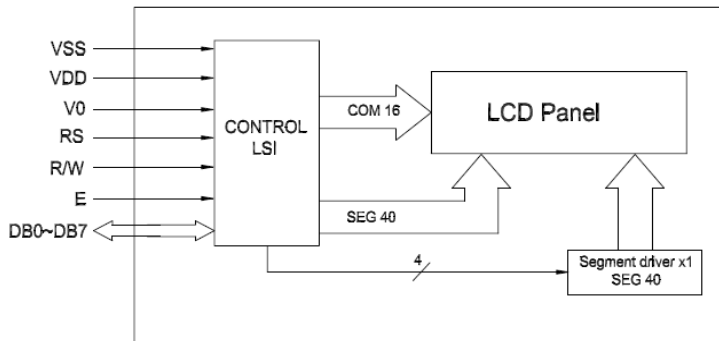 VSS
VDD
V0
RS
R/W
E
DB0~DB7
CONTROL
LSI
COM 16
SEG 40
LCD Panel
4
Segment driver x1
SEG 40